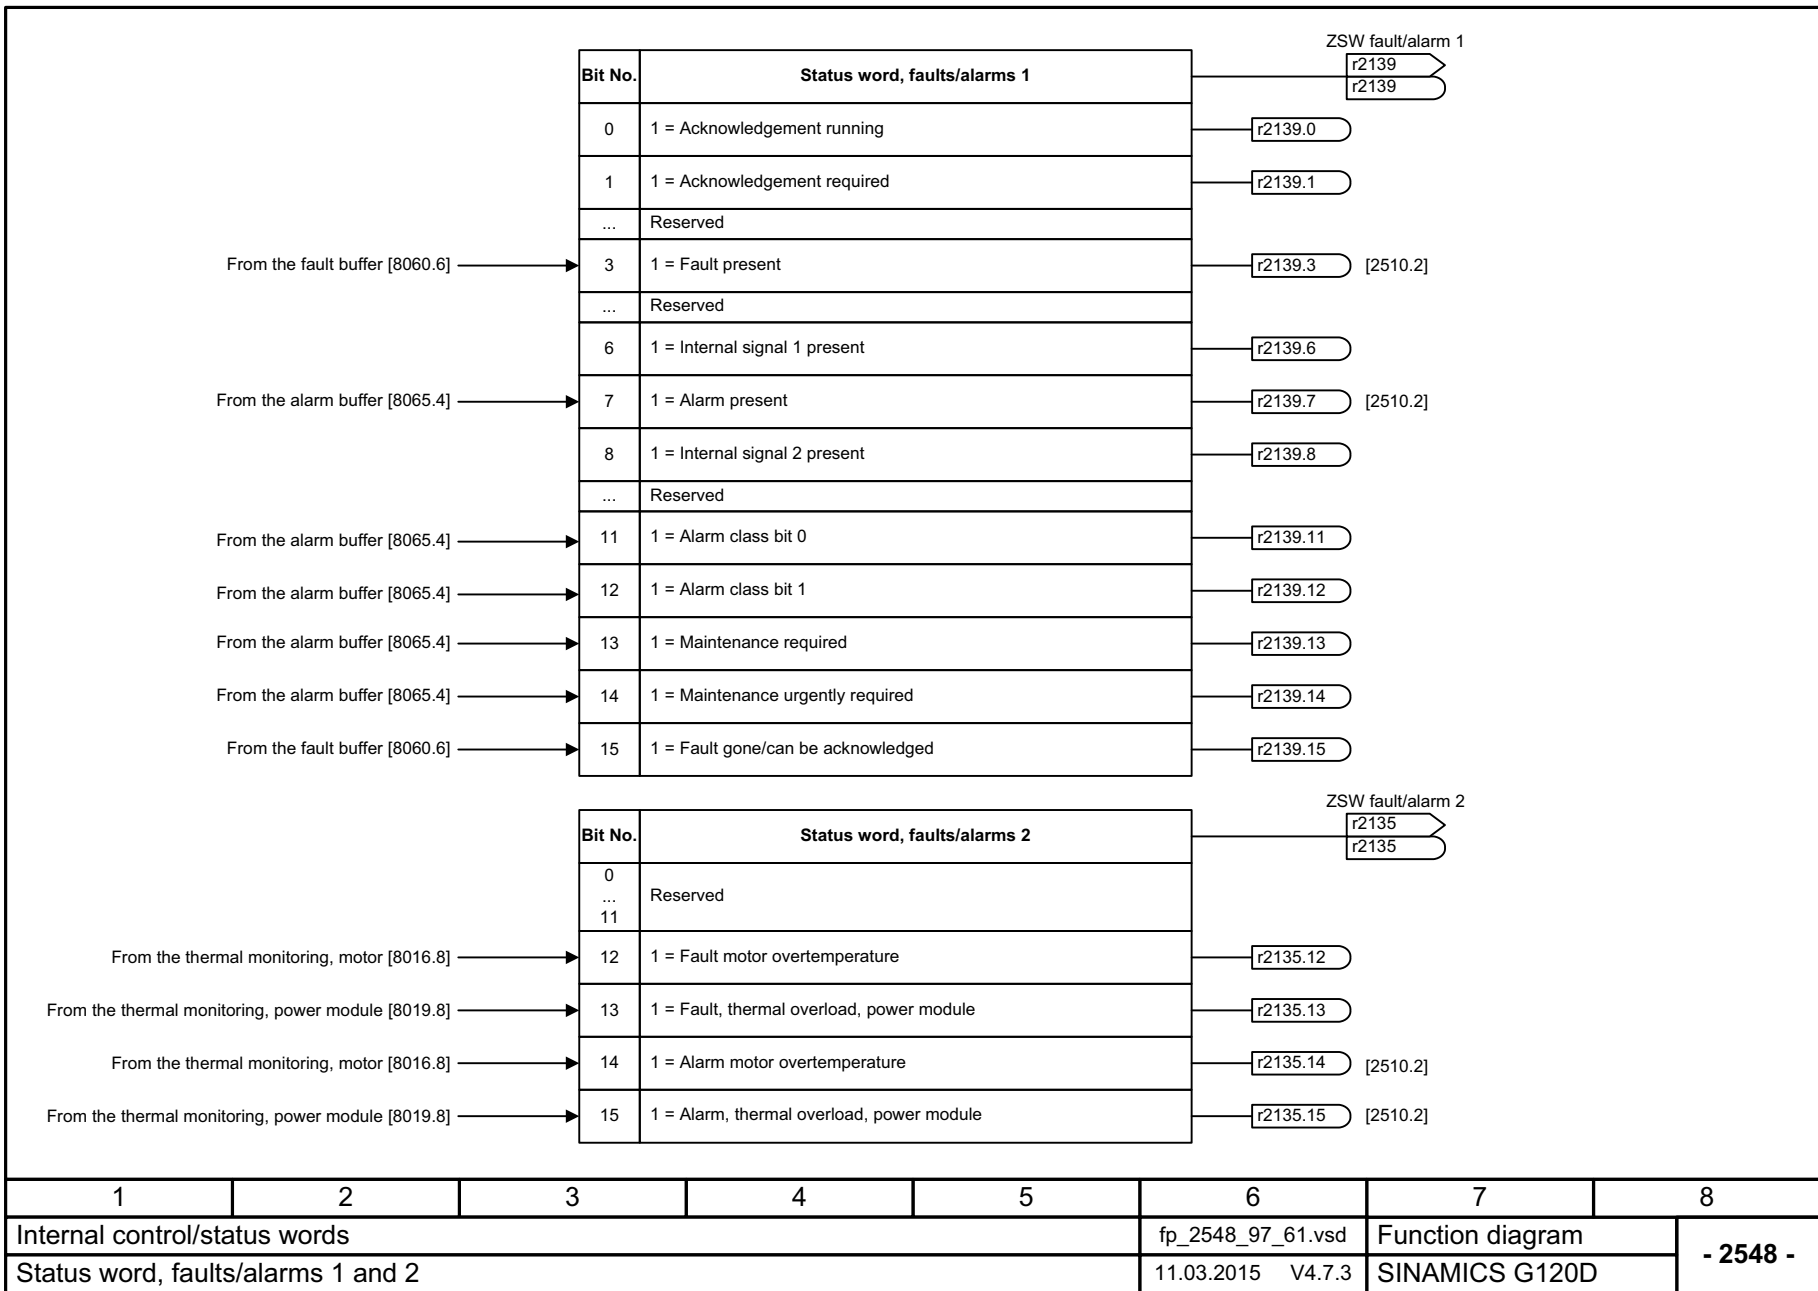 ZSW fault/alarm 1
Bit No. Status word, faults/alarms 1 r2139
r2139
0 1 = Acknowledgement running r2139.0
1 1 = Acknowledgement required r2139.1
... Reserved
From the fault buffer [8060.6] 3 1 = Fault present r2139.3 [2510.2]
... Reserved
6 1 = Internal signal 1 present r2139.6
From the alarm buffer [8065.4] 7 1 = Alarm present r2139.7 [2510.2]
8 1 = Internal signal 2 present r2139.8
... Reserved
From the alarm buffer [8065.4] 11 1 = Alarm class bit 0 r2139.11
From the alarm buffer [8065.4] 12 1 = Alarm class bit 1 r2139.12
From the alarm buffer [8065.4] 13 1 = Maintenance required r2139.13
From the alarm buffer [8065.4] 14 1 = Maintenance urgently required r2139.14
From the fault buffer [8060.6] 15 1 = Fault gone/can be acknowledged r2139.15
ZSW fault/alarm 2
Bit No. Status word, faults/alarms 2 r2135
r2135
0
... Reserved
11
From the thermal monitoring, motor [8016.8] 12 1 = Fault motor overtemperature r2135.12
From the thermal monitoring, power module [8019.8] 13 1 = Fault, thermal overload, power module r2135.13
From the thermal monitoring, motor [8016.8] 14 1 = Alarm motor overtemperature r2135.14 [2510.2]
From the thermal monitoring, power module [8019.8] 15 1 = Alarm, thermal overload, power module r2135.15 [2510.2]
1 2 3 4 5 6 7 8
Internal control/status words fp_2548_97_61.vsd Function diagram
- 2548 -
Status word, faults/alarms 1 and 2 11.03.2015 V4.7.3 SINAMICS G120D